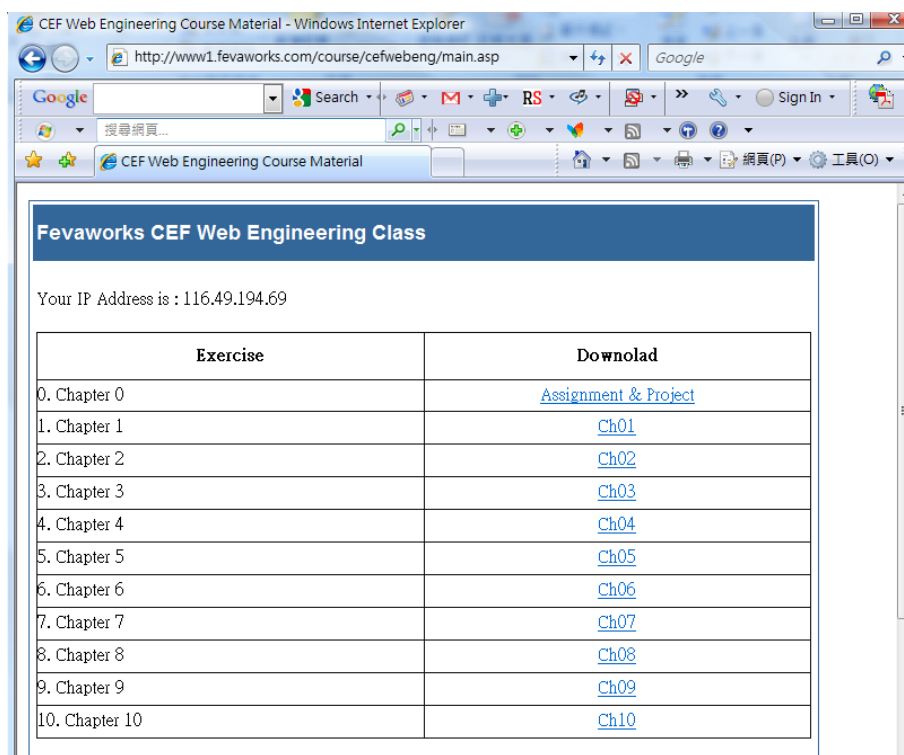 CEF Web Engineering Course Material - Windows Internet Explorer
http://www1.fevaworks.com/course/cefwebeng/main.asp
Google
Google
Search
RS
Sign In
搜尋網頁...
CEF Web Engineering Course Material
網頁(P)
工具(O)
Fevaworks CEF Web Engineering Class
Your IP Address is : 116.49.194.69
Exercise Downolad
0. Chapter 0 Assignment & Project
1. Chapter 1 Ch01
2. Chapter 2 Ch02
3. Chapter 3 Ch03
4. Chapter 4 Ch04
5. Chapter 5 Ch05
6. Chapter 6 Ch06
7. Chapter 7 Ch07
8. Chapter 8 Ch08
9. Chapter 9 Ch09
10. Chapter 10 Ch10